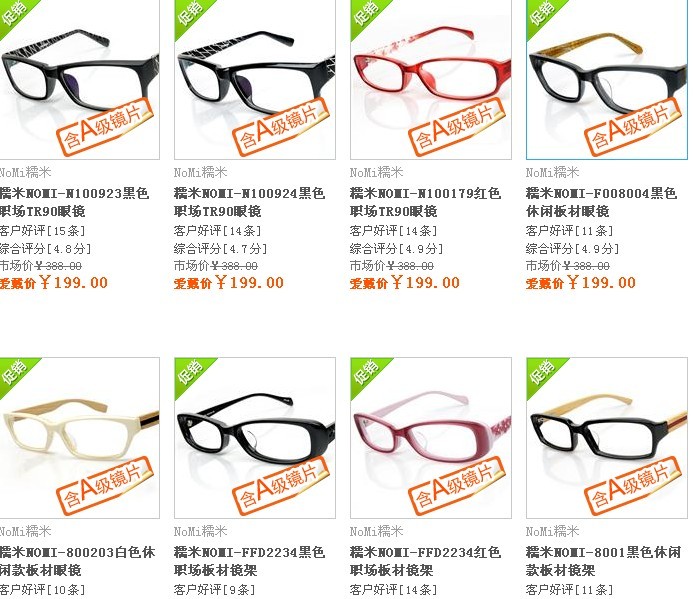 促销
促销
促销
促销
含A级镜片
含A级镜片
含A级镜片
含A级镜片
NoMi糯米
NoMi糯米
NoMi糯米
NoMi糯米
糯米NOMI-N100923黑色
职场TR90眼镜
客户好评[15条]
综合评分[4.8分]
市场价￥388.00
爱戴价￥199.00
糯米NOMI-N100924黑色
职场TR90眼镜
客户好评[14条]
综合评分[4.7分]
市场价￥388.00
爱戴价￥199.00
糯米NOMI-N100179红色
职场TR90眼镜
客户好评[14条]
综合评分[4.9分]
市场价￥388.00
爱戴价￥199.00
糯米NOMI-F008004黑色
休闲板材眼镜
客户好评[11条]
综合评分[4.9分]
市场价￥388.00
爱戴价￥199.00
促销
促销
促销
促销
含A级镜片
含A级镜片
含A级镜片
含A级镜片
NoMi糯米
NoMi糯米
NoMi糯米
NoMi糯米
糯米NOMI-800203白色休
闲款板材眼镜
客户好评[10条]
糯米NOMI-FFD2234黑色
职场板材镜架
客户好评[9条]
糯米NOMI-FFD2234红色
职场板材镜架
客户好评[14条]
糯米NOMI-8001黑色休闲
款板材镜架
客户好评[11条]